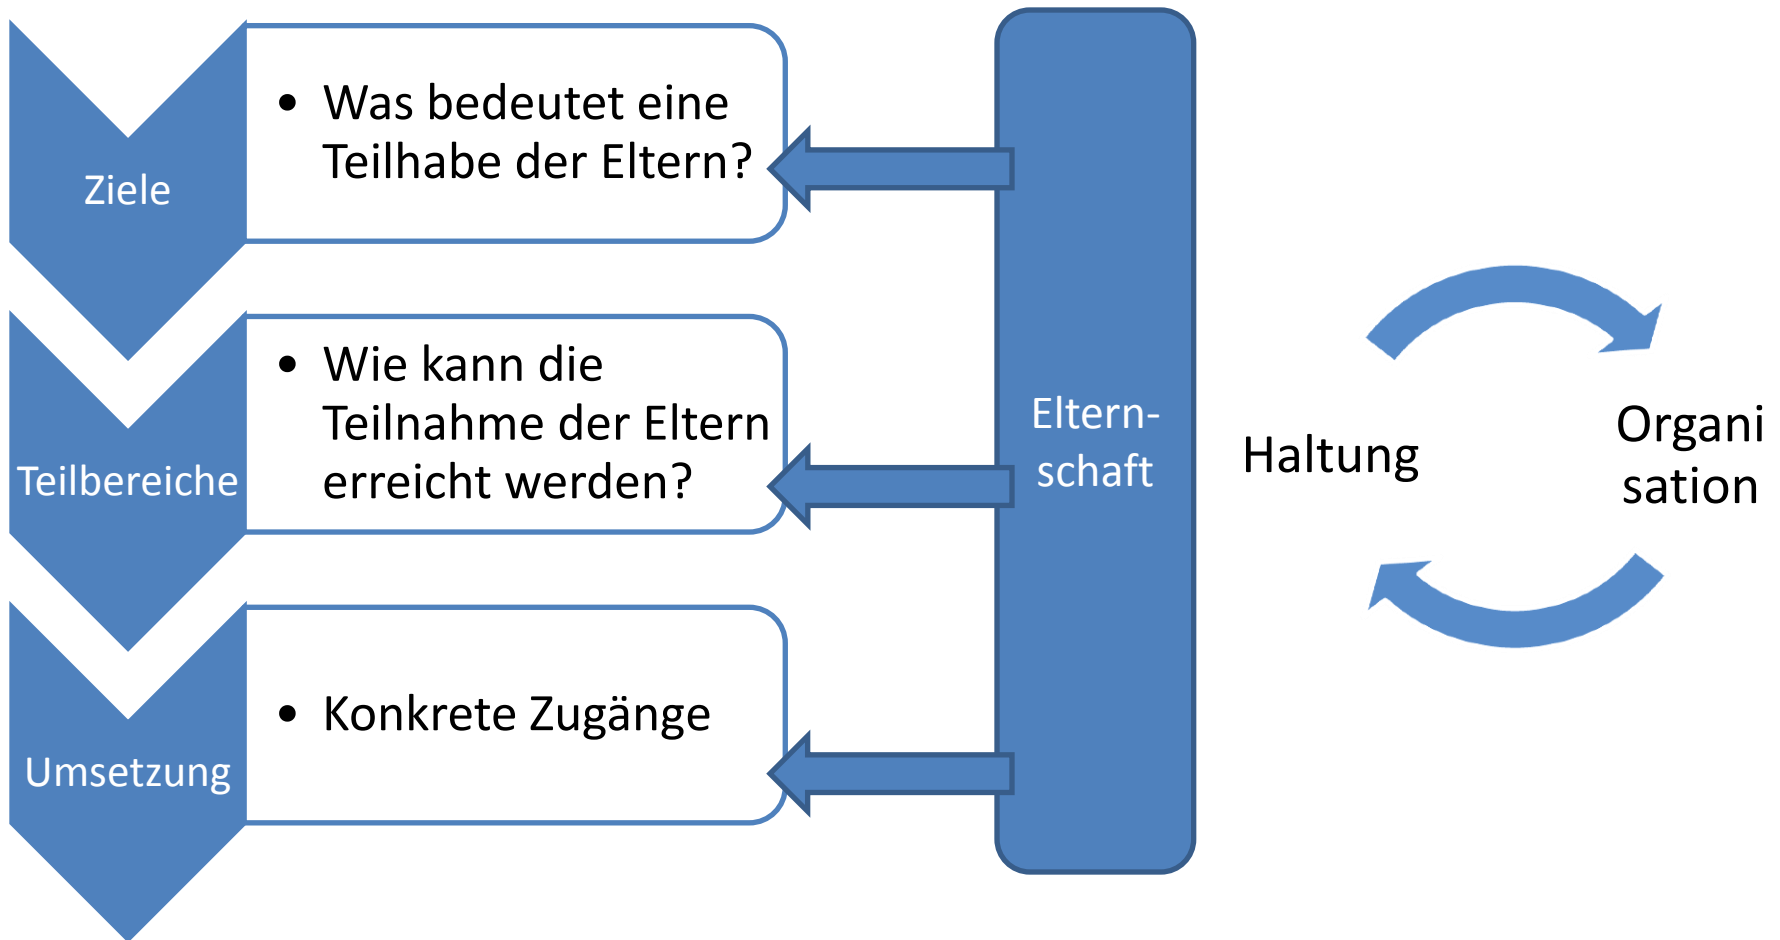 Ziele
• Was bedeutet eine
Teilhabe der Eltern?
Teilbereiche
• Wie kann die
Teilnahme der Eltern
erreicht werden?
Umsetzung
• Konkrete Zugänge
Eltern-
schaft
Haltung
Organi
sation